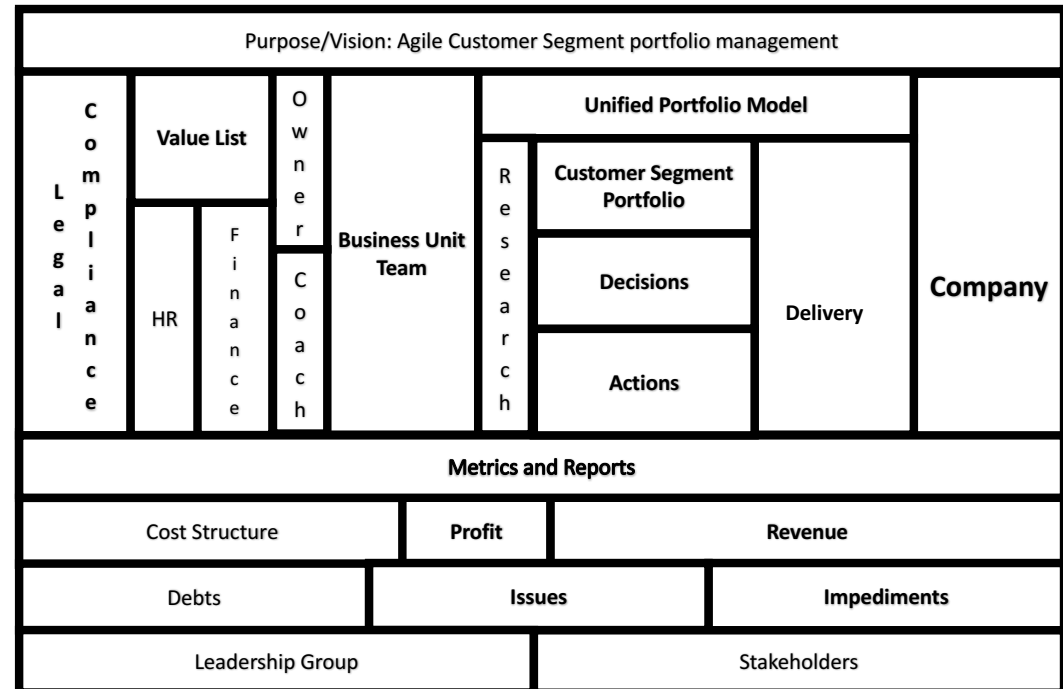 Purpose/Vision: Agile Customer Segment portfolio management
Legal
Compliance
Value List
HR
Finance
Owner
Coach
Business Unit
Team
Unified Portfolio Model
Research
Customer Segment
Portfolio
Decisions
Actions
Delivery
Company
Metrics and Reports
Cost Structure
Profit
Revenue
Debts
Issues
Impediments
Leadership Group
Stakeholders